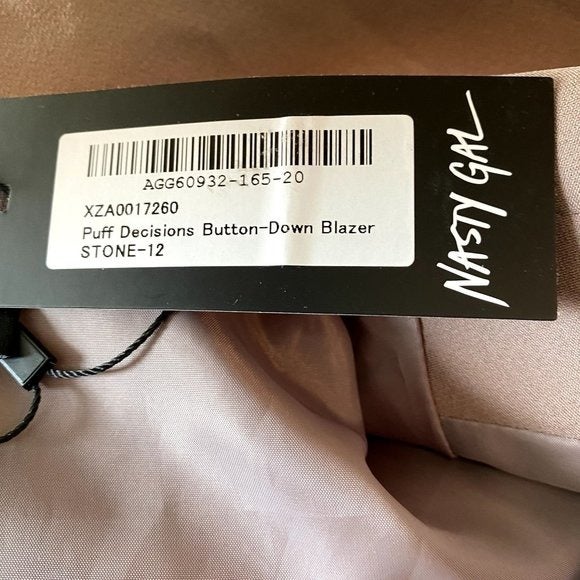 AGG60932-165-20
XZA0017260
Puff Decisions Button-Down Blazer
STONE-12
NASTY GAL